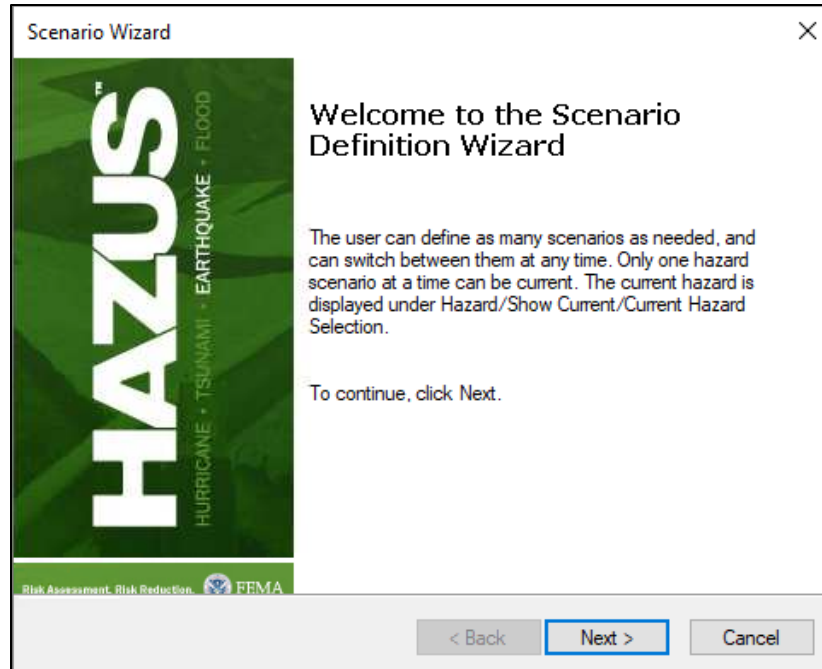 Scenario Wizard
HAZUS
TM
HURRICANE • TSUNAMI • EARTHQUAKE • FLOOD
Risk Assessment. Risk Reduction.
FEMA
Welcome to the Scenario
Definition Wizard
The user can define as many scenarios as needed, and
can switch between them at any time. Only one hazard
scenario at a time can be current. The current hazard is
displayed under Hazard/Show Current/Current Hazard
Selection.
To continue, click Next.
< Back
Next >
Cancel